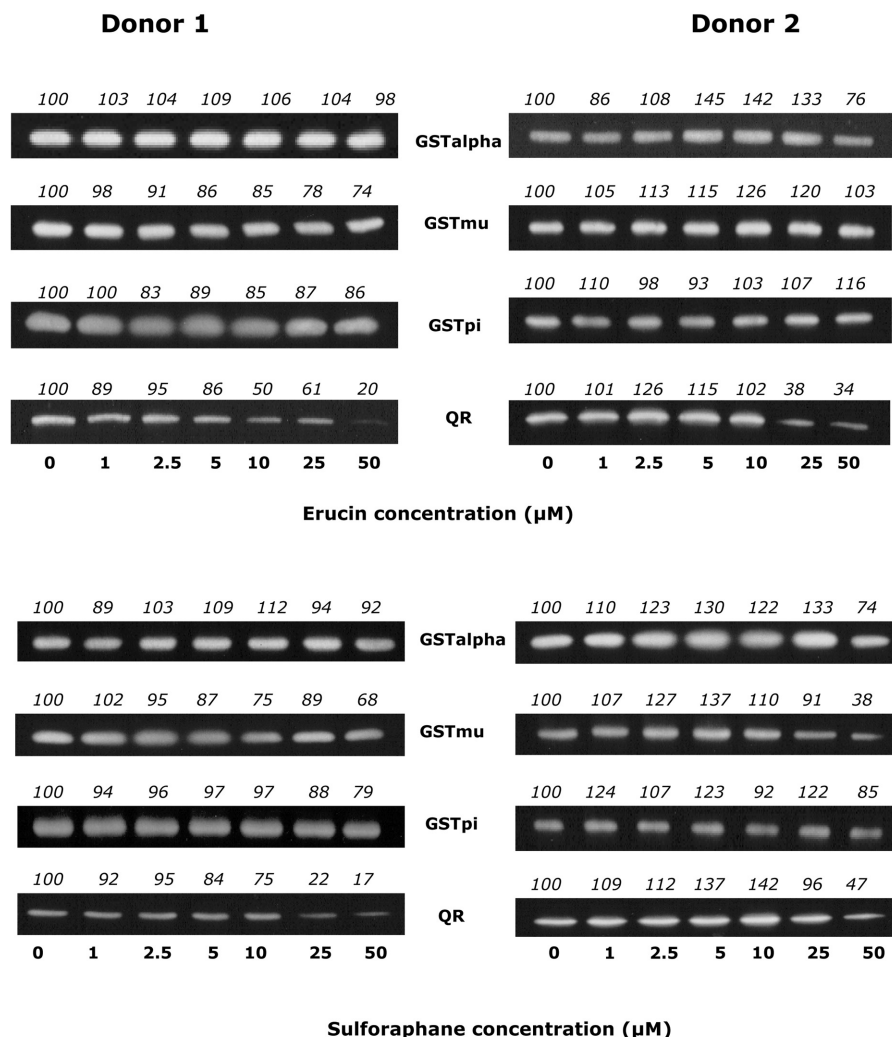 Donor 1 Donor 2
100 103 104 109 106 104 98 100 86 108 145 142 133 76
GSTalpha
100 98 91 86 85 78 74 100 105 113 115 126 120 103
GSTmu
100 100 83 89 85 87 86 100 110 98 93 103 107 116
GSTpi
100 89 95 86 50 61 20 100 101 126 115 102 38 34
QR
0 1 2.5 5 10 25 50 0 1 2.5 5 10 25 50
Erucin concentration (µM)
100 89 103 109 112 94 92 100 110 123 130 122 133 74
GSTalpha
100 102 95 87 75 89 68 100 107 127 137 110 91 38
GSTmu
100 94 96 97 97 88 79 100 124 107 123 92 122 85
GSTpi
100 92 95 84 75 22 17 100 109 112 137 142 96 47
QR
0 1 2.5 5 10 25 50 0 1 2.5 5 10 25 50
Sulforaphane concentration (µM)